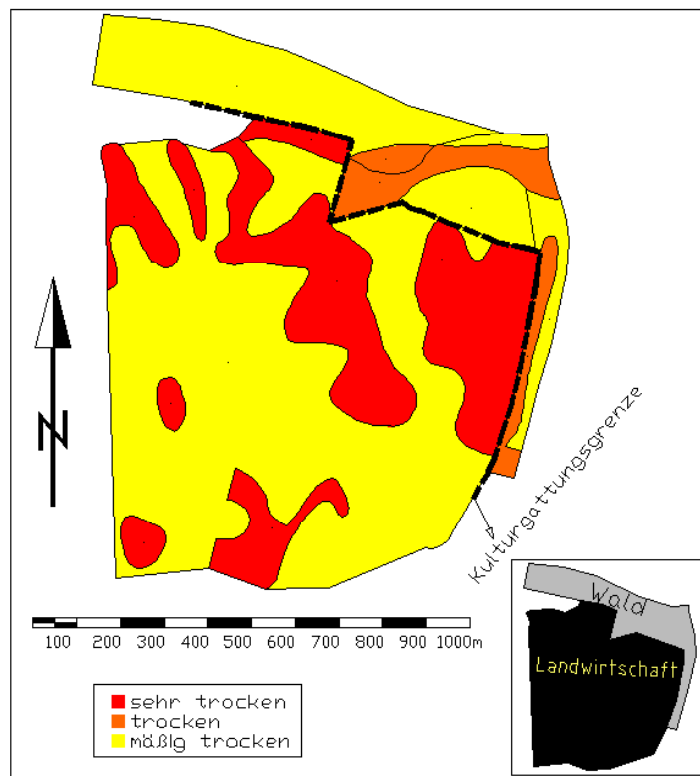 N
Kulturgattungsgrenze
100 200 300 400 500 600 700 800 900 1000m
sehr trocken
trocken
mäßig trocken
Wald
Landwirtschaft